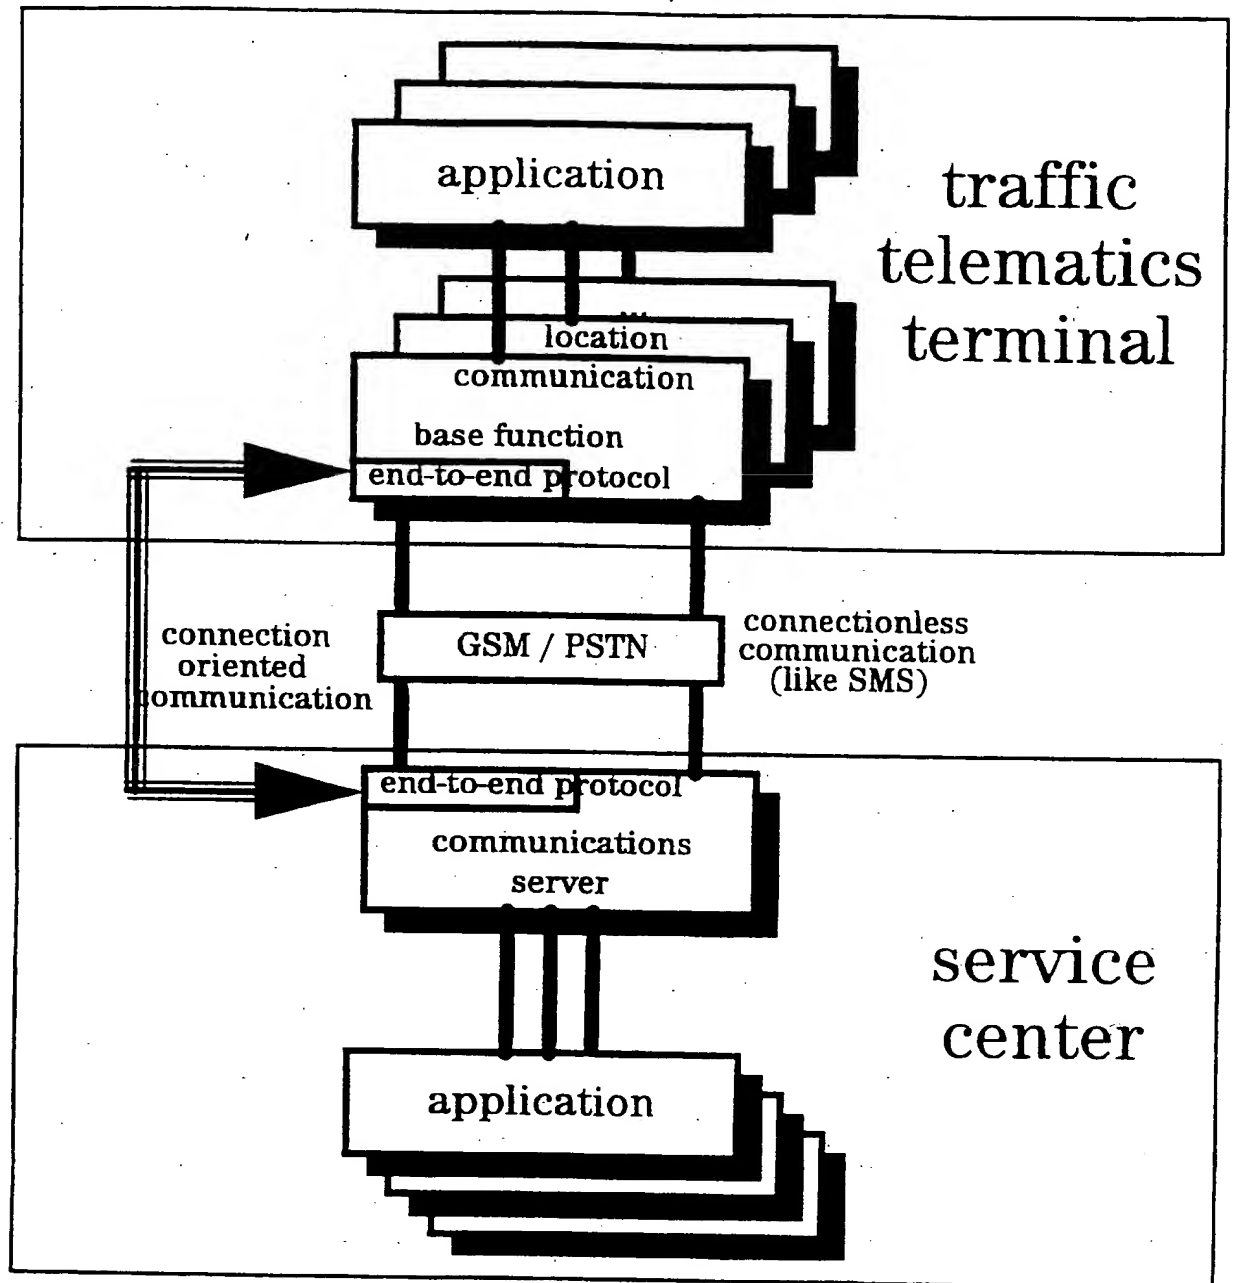 application
traffic
telematics
terminal
...
location
communication
base function
end-to-end protocol
connection
oriented
communication
GSM / PSTN
connectionless
communication
(like SMS)
end-to-end protocol
communications
server
service
center
application